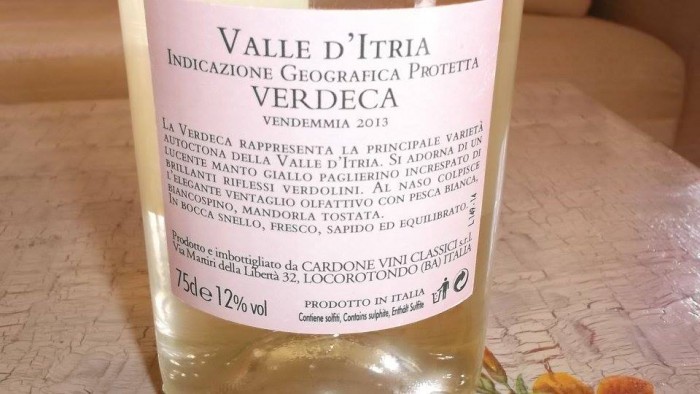 VALLE D'ITRIA
INDICAZIONE GEOGRAFICA PROTETTA
VERDECA
VENDEMMIA 2013
LA VERDECA RAPPRESENTA LA PRINCIPALE VARIETÀ
AUTOCTONA DELLA VALLE D'ITRIA. SI ADORNA DI UN
LUCENTE MANTO GIALLO PAGLIERINO INCRESPATO DI
BRILLANTI RIFLESSI VERDOLINI. AL NASO COLPISCE
L'ELEGANTE VENTAGLIO OLFATTIVO CON PESCA BIANCA,
BIANCOSPINO, MANDORLA TOSTATA.
IN BOCCA SNELLO, FRESCO, SAPIDO ED EQUILIBRATO.
Prodotto e imbottigliato da CARDONE VINI CLASSICI s.r.l.
Via Martiri della Libertà 32, LOCOROTONDO (BA) ITALIA
75cl e 12% vol
PRODOTTO IN ITALIA
Contiene solfiti, Contains sulphite, Enthält Sulfite